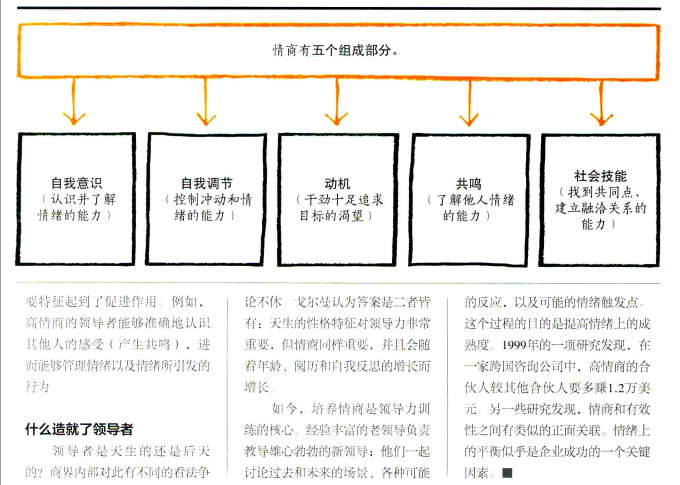 情商有五个组成部分。
自我意识
（认识并了解
情绪的能力）
自我调节
（控制冲动和情
绪的能力）
动机
（干劲十足追求
目标的渴望）
共鸣
（了解他人情绪
的能力）
社会技能
（找到共同点、
建立融洽关系的
能力）
要特征起到了促进作用。例如，
高情商的领导者能够准确地认识
其他人的感受（产生共鸣），进
而能够管理情绪以及情绪所引发的
行为
什么造就了领导者
领导者是天生的还是后天
的？商界内部对此有不同的看法争
论不休 戈尔曼认为答案是二者皆
有：天生的性格特征对领导力非常
重要，但情商同样重要，并且会随
着年龄、阅历和自我反思的增长而
增长。
如今，培养情商是领导力训
练的核心。经验丰富的老领导负责
教导雄心勃勃的新领导；他们一起
讨论过去和未来的场景、各种可能
的反应，以及可能的情绪触发点。
这个过程的目的是提高情绪上的成
熟度。1999年的一项研究发现，在
一家跨国咨询公司中，高情商的合
伙人较其他合伙人要多赚1.2万美
元。另一些研究发现，情商和有效
性之间有类似的正面关联。情绪上
的平衡似乎是企业成功的一个关键
因素。■